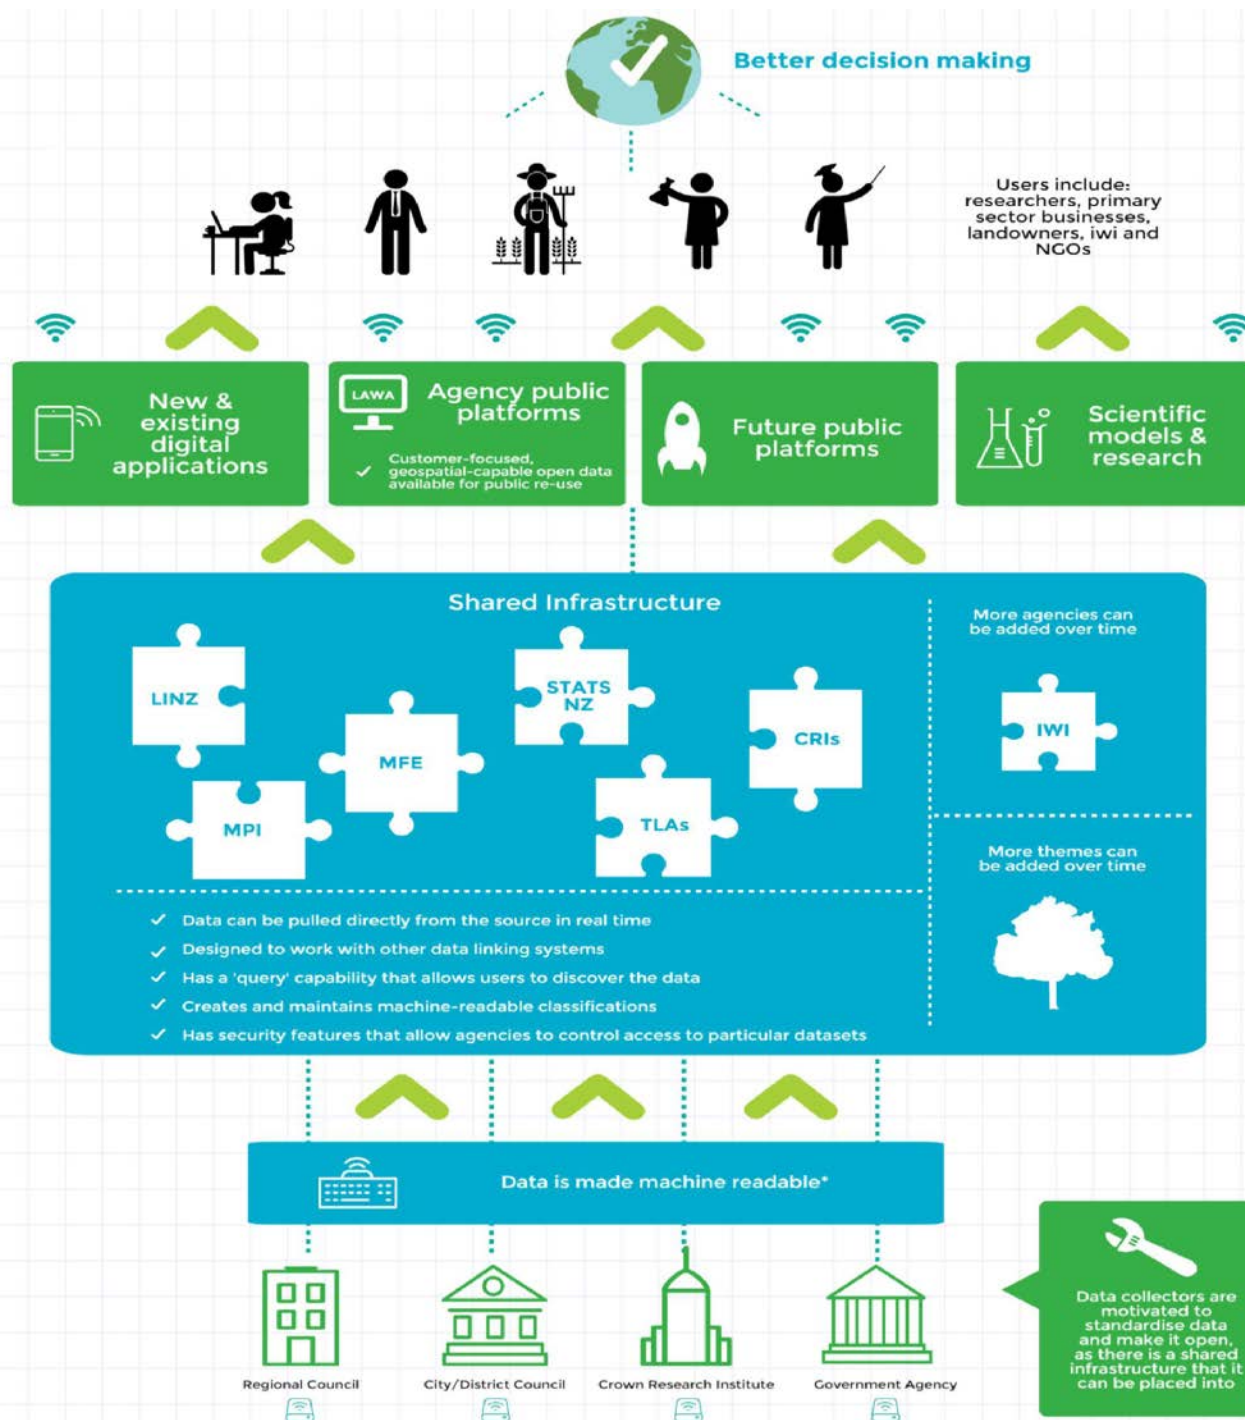 Better decision making
Users include:
researchers, primary
sector businesses,
landowners, iwi and
NGOs
New &
existing
digital
applications
LAWA
Agency public
platforms
Customer-focused,
geospatial-capable open data
available for public re-use
Future public
platforms
Scientific
models &
research
Shared Infrastructure
LINZ
MPI
MFE
STATS
NZ
TLAs
CRIs
More agencies can
be added over time
IWI
More themes can
be added over time
Data can be pulled directly from the source in real time
Designed to work with other data linking systems
Has a 'query' capability that allows users to discover the data
Creates and maintains machine-readable classifications
Has security features that allow agencies to control access to particular datasets
Data is made machine readable*
Regional Council
City/District Council
Crown Research Institute
Government Agency
Data collectors are
motivated to
standardise data
and make it open,
as there is a shared
infrastructure that it
can be placed into